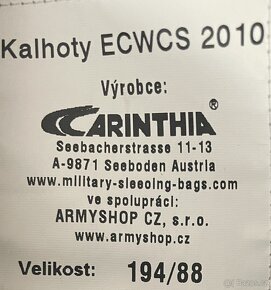 Kalhoty ECWCS 2010
Výrobce:
CARINTHIA®
Seebacherstrasse 11-13
A-9871 Seeboden Austria
www.military-sleeoing-bags.com
ve spolupráci:
ARMYSHOP CZ, s.r.o.
www.armyshop.cz
Velikost: 194/88